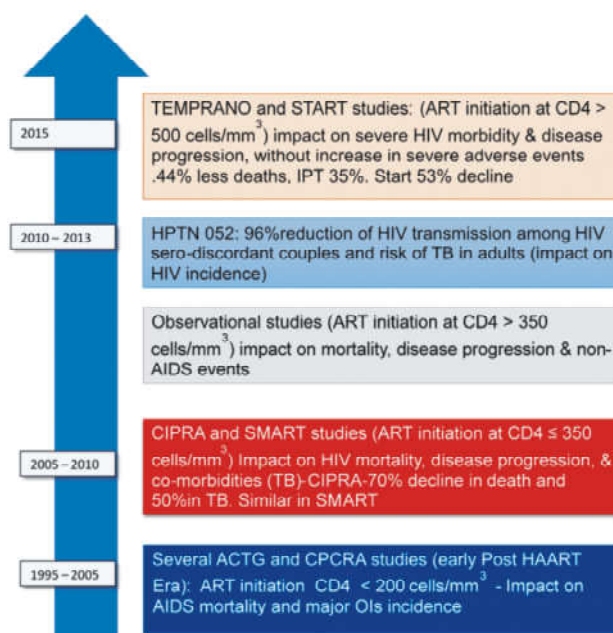 2015
TEMPRANO and START studies: (ART initiation at CD4 >
500 cells/mm³) impact on severe HIV morbidity & disease
progression, without increase in severe adverse events
.44% less deaths, IPT 35%. Start 53% decline
2010 – 2013
HPTN 052: 96%reduction of HIV transmission among HIV
sero-discordant couples and risk of TB in adults (impact on
HIV incidence)
Observational studies (ART initiation at CD4 > 350
cells/mm³) impact on mortality, disease progression & non-
AIDS events
2005 – 2010
CIPRA and SMART studies (ART initiation at CD4 ≤ 350
cells/mm³) Impact on HIV mortality, disease progression, &
co-morbidities (TB)-CIPRA-70% decline in death and
50%in TB. Similar in SMART
1995 – 2005
Several ACTG and CPCRA studies (early Post HAART
Era): ART initiation CD4 < 200 cells/mm³ - Impact on
AIDS mortality and major OIs incidence